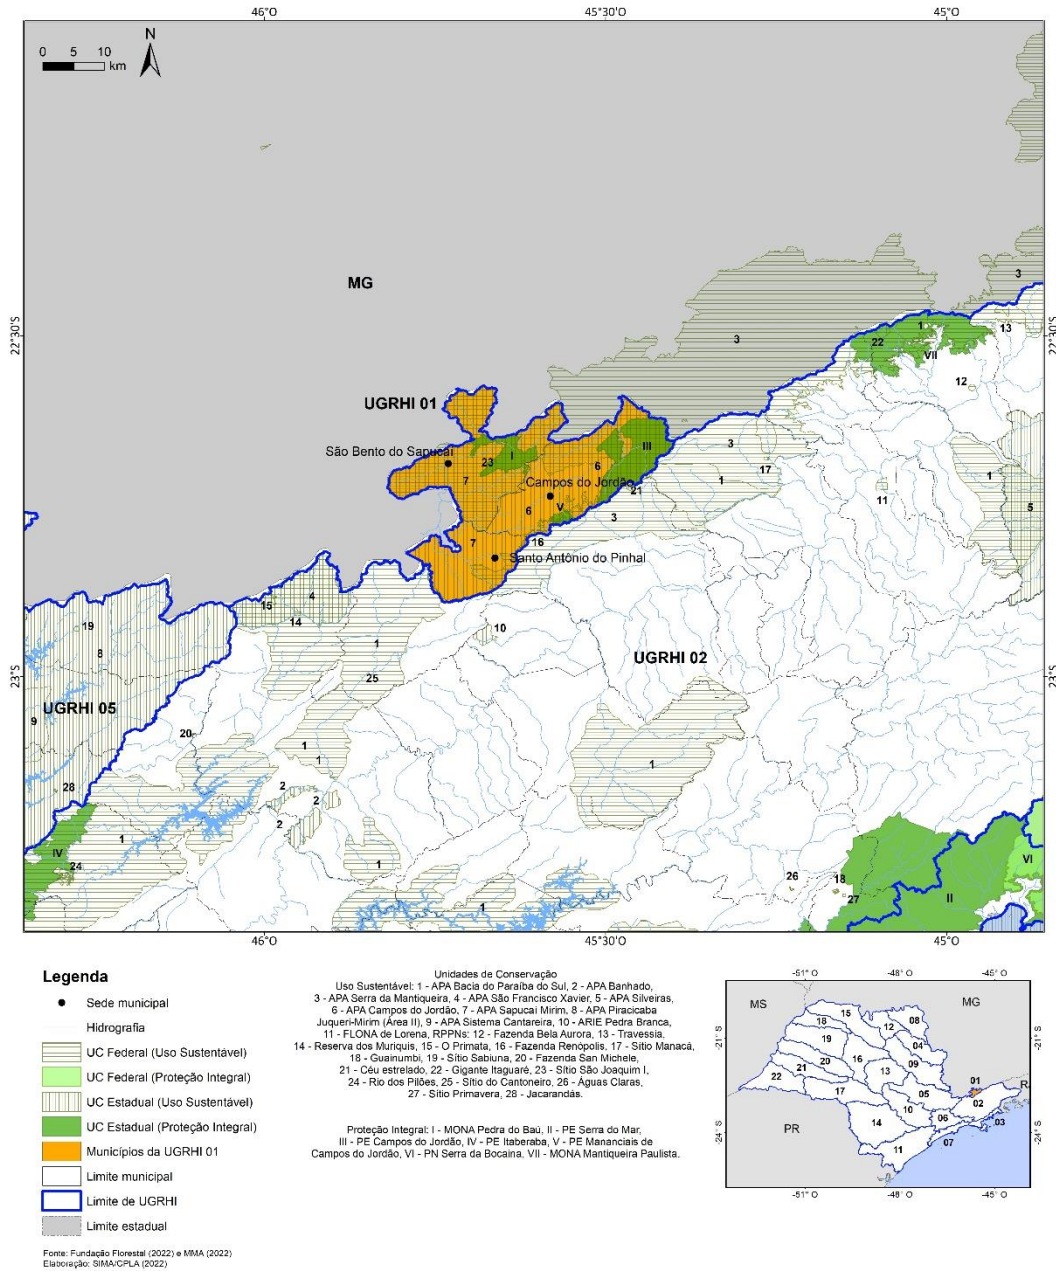 46°O
45°30'O
45°O
N
0 5 10
km
MG
3
3
13
22°30'S
22°30'S
1
22
VII
12
UGRHI 01
São Bento do Sapucaí
23
I
III
6
3
17
7
21
1
Campos do Jordão
6
V
3
11
1
5
7
16
Santo Antônio do Pinhal
4
15
14
19
8
10
1
UGRHI 02
23°S
23°S
25
9
UGRHI 05
20
1
1
1
28
2
2
2
1
IV
24
1
VI
26
18
27
II
1
46°O
45°30'O
45°O
Legenda
Sede municipal
Hidrografia
UC Federal (Uso Sustentável)
UC Federal (Proteção Integral)
UC Estadual (Uso Sustentável)
UC Estadual (Proteção Integral)
Municípios da UGRHI 01
Limite municipal
Limite de UGRHI
Limite estadual
Fonte: Fundação Florestal (2022) e MMA (2022)
Elaboração: SIMA/CPLA (2022)
Unidades de Conservação
Uso Sustentável: 1 - APA Bacia do Paraíba do Sul, 2 - APA Banhado,
3 - APA Serra da Mantiqueira, 4 - APA São Francisco Xavier, 5 - APA Silveiras,
6 - APA Campos do Jordão, 7 - APA Sapucai Mirim, 8 - APA Piracicaba
Juqueri-Mirim (Área II), 9 - APA Sistema Cantareira, 10 - ARIE Pedra Branca,
11 - FLONA de Lorena, RPPNs: 12 - Fazenda Bela Aurora, 13 - Travessia,
14 - Reserva dos Muriquis, 15 - O Primata, 16 - Fazenda Renópolis, 17 - Sítio Manacá,
18 - Guainumbi, 19 - Sítio Sabiuna, 20 - Fazenda San Michele,
21 - Céu estrelado, 22 - Gigante Itaguaré, 23 - Sítio São Joaquim I,
24 - Rio dos Pilões, 25 - Sítio do Cantoneiro, 26 - Águas Claras,
27 - Sítio Primavera, 28 - Jacarandás.
Proteção Integral: I - MONA Pedra do Baú, II - PE Serra do Mar,
III - PE Campos do Jordão, IV - PE Itaberaba, V - PE Mananciais de
Campos do Jordão, VI - PN Serra da Bocaina, VII - MONA Mantiqueira Paulista.
-51° O
-48° O
-45° O
MS
MG
15
18
08
12
-21° S
-21° S
19
04
16
09
20
21
13
22
17
05
01
R
02
10
14
06
03
-24° S
-24° S
PR
07
11
-51° O
-48° O
-45° O